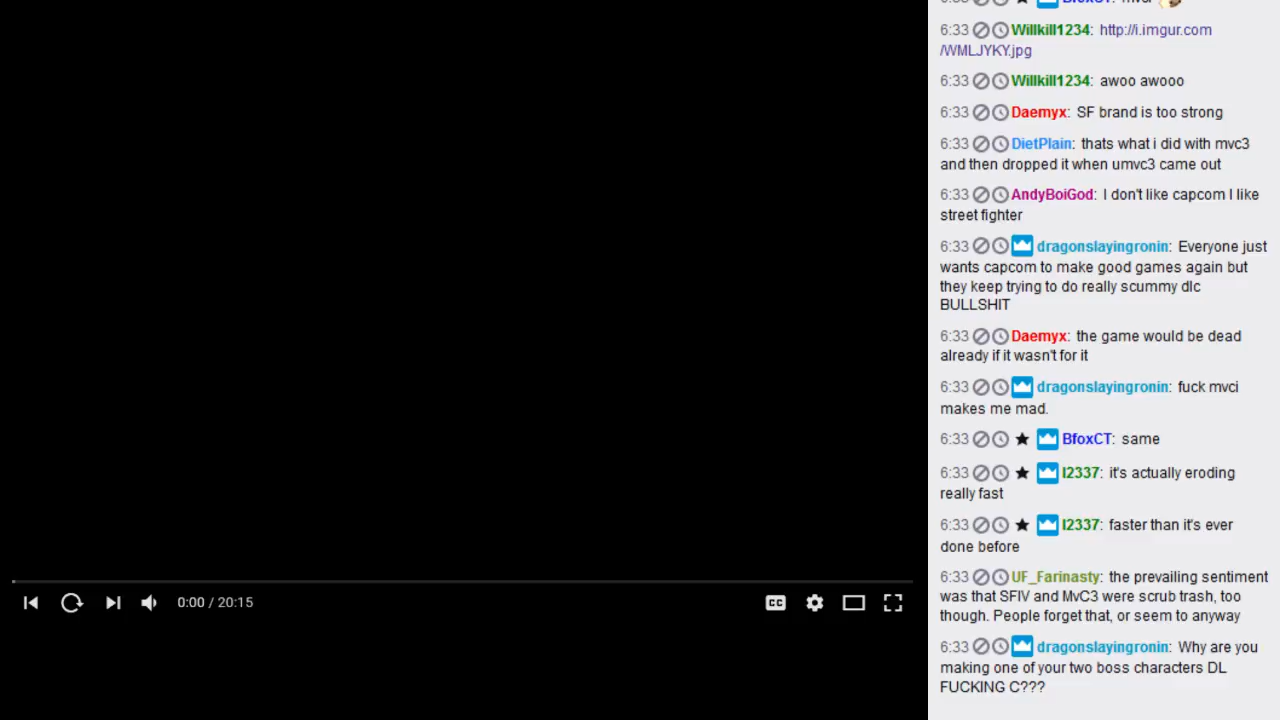 6:33 BfoxCT: mvci
6:33 Willkill1234: http://i.imgur.com
/WMLJYKY.jpg
6:33 Willkill1234: awoo awooo
6:33 Daemyx: SF brand is too strong
6:33 DietPlain: thats what i did with mvc3
and then dropped it when umvc3 came out
6:33 AndyBoiGod: I don't like capcom I like
street fighter
6:33 dragonslayingronin: Everyone just
wants capcom to make good games again but
they keep trying to do really scummy dlc
BULLSHIT
6:33 Daemyx: the game would be dead
already if it wasn't for it
6:33 dragonslayingronin: fuck mvci
makes me mad.
6:33 BfoxCT: same
6:33 I2337: it's actually eroding
really fast
6:33 I2337: faster than it's ever
done before
6:33 UF_Farinasty: the prevailing sentiment
was that SFIV and MvC3 were scrub trash, too
though. People forget that, or seem to anyway
6:33 dragonslayingronin: Why are you
making one of your two boss characters DL
FUCKING C???
0:00 / 20:15
CC